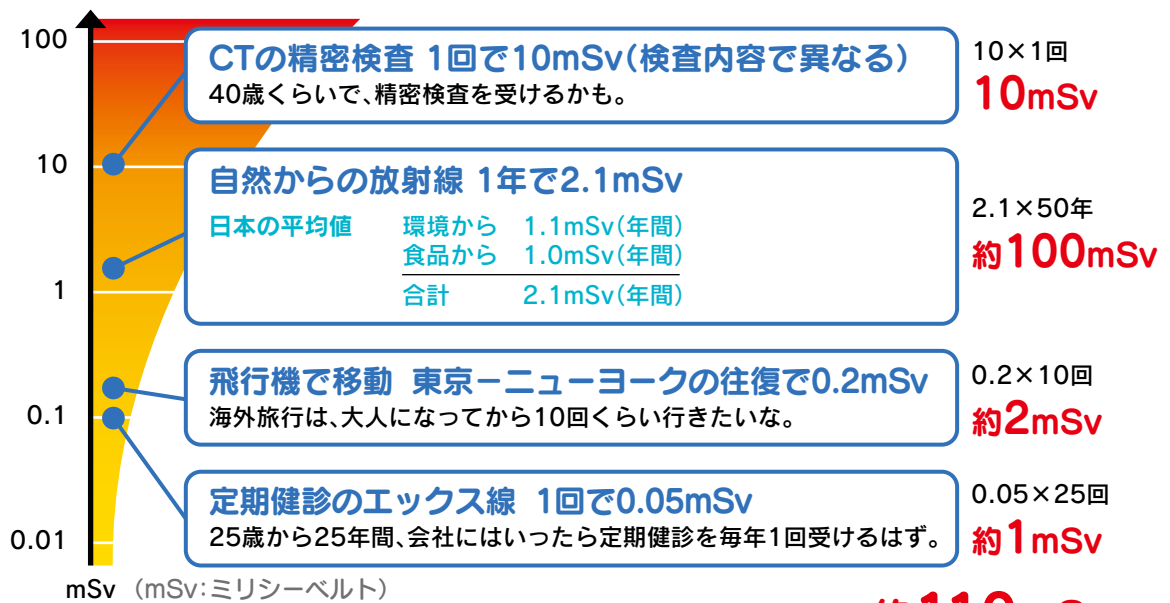 100
10
1
0.1
0.01
mSv （mSv：ミリシーベルト）
CTの精密検査 1回で10mSv（検査内容で異なる）
40歳くらいで、精密検査を受けるかも。
10×1回
10mSv
自然からの放射線 1年で2.1mSv
日本の平均値 環境から 1.1mSv（年間）
食品から 1.0mSv（年間）
合計 2.1mSv（年間）
2.1×50年
約100mSv
飛行機で移動 東京－ニューヨークの往復で0.2mSv
海外旅行は、大人になってから10回くらい行きたいな。
0.2×10回
約2mSv
定期健診のエックス線 1回で0.05mSv
25歳から25年間、会社にはいったら定期健診を毎年1回受けるはず。
0.05×25回
約1mSv